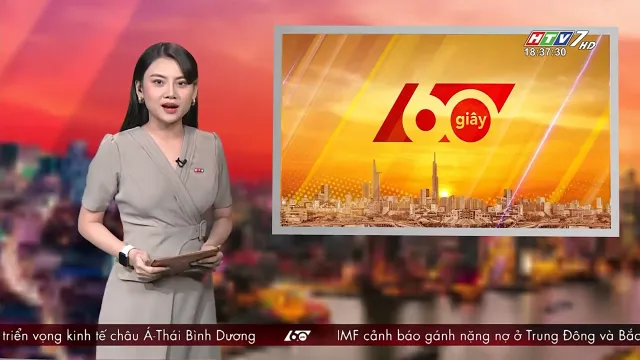 HTV7 HD
18:37:30
60 giây
triển vọng kinh tế châu Á-Thái Bình Dương 60 IMF cảnh báo gánh nặng nợ ở Trung Đông và Bắc